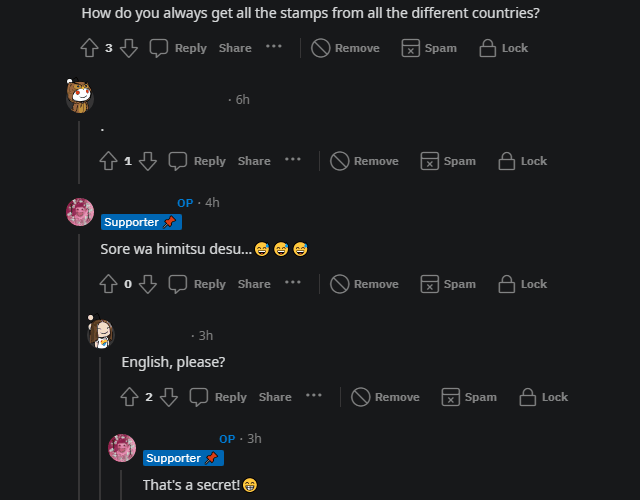 How do you always get all the stamps from all the different countries?
3 Reply Share ··· Remove Spam Lock
· 6h
.
1 Reply Share ··· Remove Spam Lock
OP · 4h
Supporter 📌
Sore wa himitsu desu...😅😅😅
0 Reply Share ··· Remove Spam Lock
· 3h
English, please?
2 Reply Share ··· Remove Spam Lock
OP · 3h
Supporter 📌
That's a secret!😁